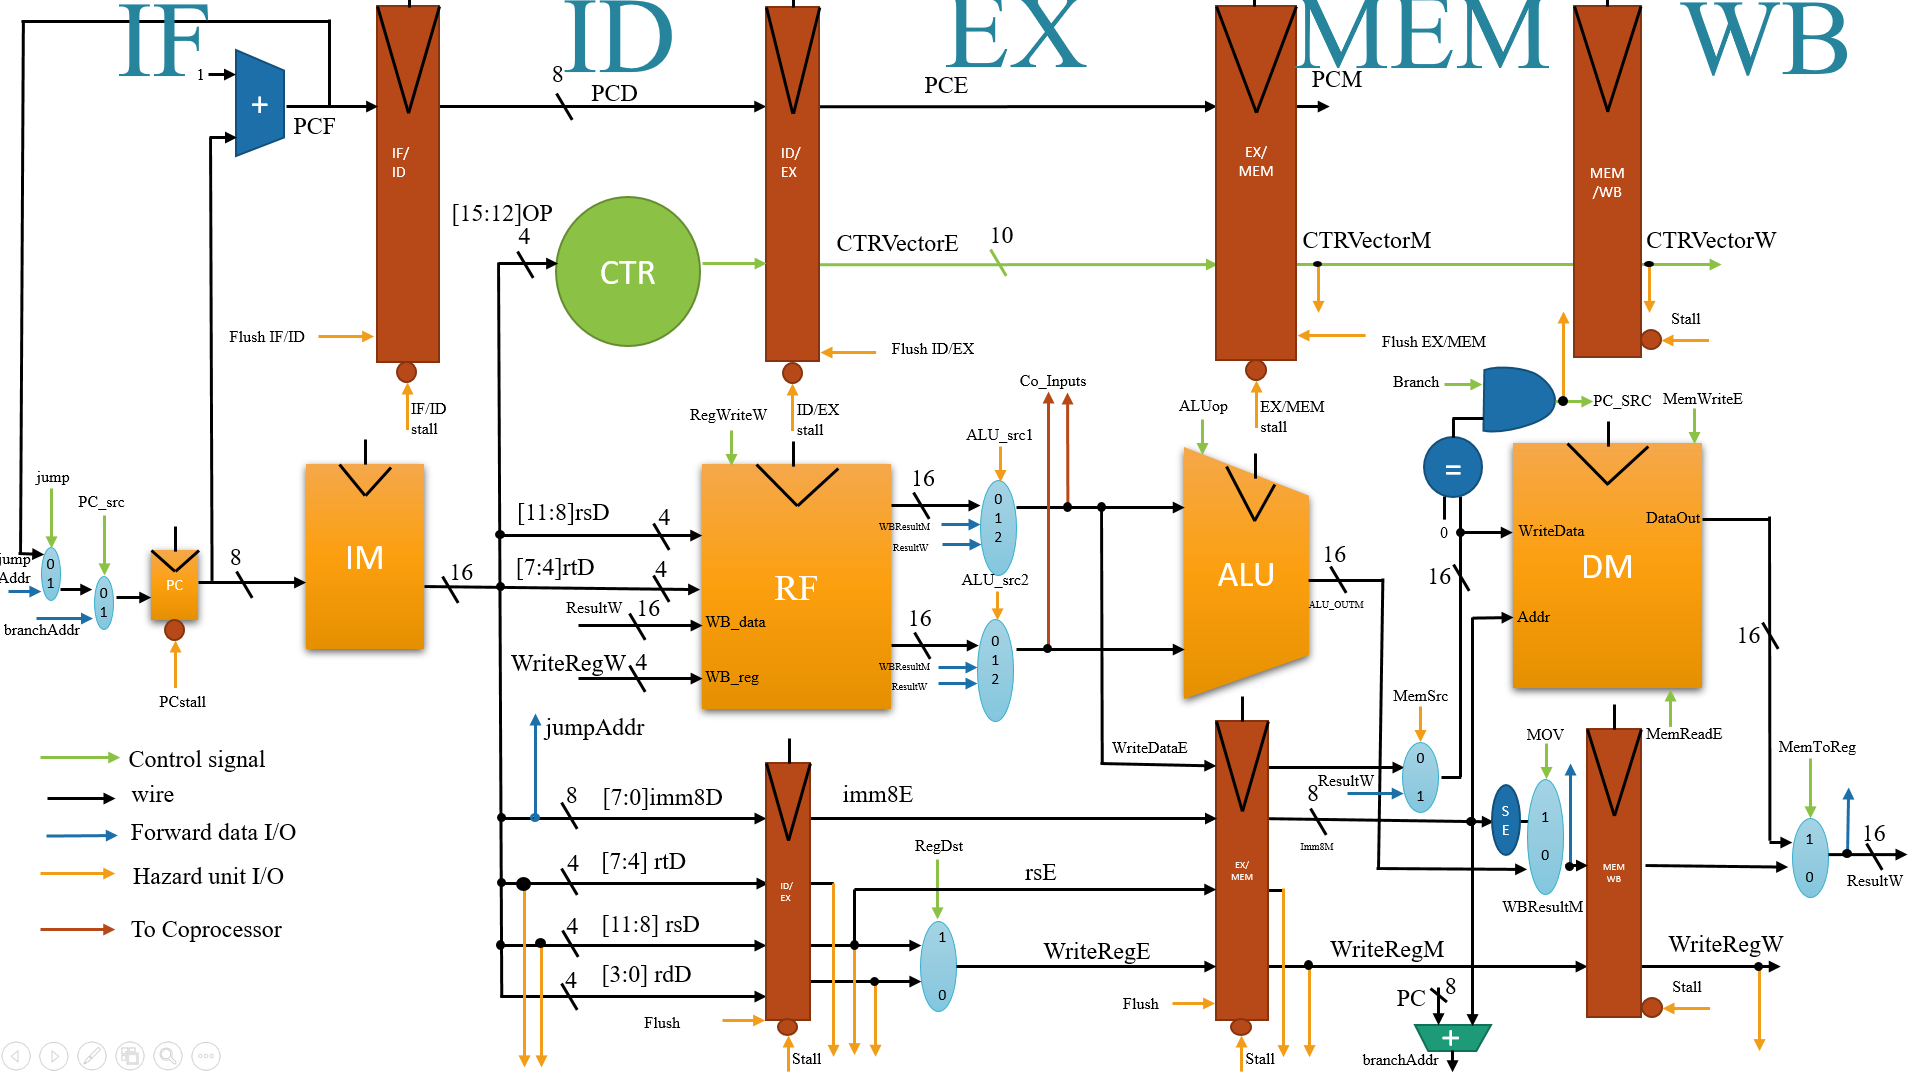 IF ID EX MEM WB
1
+
PCF
8
PCD
PCE
PCM
IF/
ID
ID/
EX
EX/
MEM
MEM
/WB
[15:12]OP
4
CTR
CTRVectorE
10
CTRVectorM
CTRVectorW
Flush IF/ID
Flush ID/EX
Flush EX/MEM
Stall
IF/ID
stall
ID/EX
stall
EX/MEM
stall
RegWriteW
Co_Inputs
ALUop
Branch
PC_SRC
MemWriteE
jump
PC_src
jump
Addr
0
1
0
1
branchAddr
PC
PCstall
8
IM
16
[11:8]rsD
4
[7:4]rtD
4
ResultW
16
WriteRegW
4
RF
WB_data
WB_reg
16
ALU_src1
WBResultM
ResultW
0
1
2
16
ALU_src2
WBResultM
ResultW
0
1
2
ALU
16
ALU_OUTM
=
0
16
WriteData
DataOut
DM
Addr
16
MemReadE
Control signal
wire
Forward data I/O
Hazard unit I/O
To Coprocessor
jumpAddr
8
[7:0]imm8D
4
[7:4] rtD
4
[11:8] rsD
4
[3:0] rdD
Flush
ID/
EX
Stall
imm8E
RegDst
1
0
rsE
WriteRegE
WriteDataE
Flush
EX/
MEM
Stall
MemSrc
ResultW
0
1
8
Imm8M
S
E
MOV
1
0
WBResultM
WriteRegM
PC
8
+
branchAddr
MEM
WB
MemToReg
1
0
16
ResultW
WriteRegW
Stall